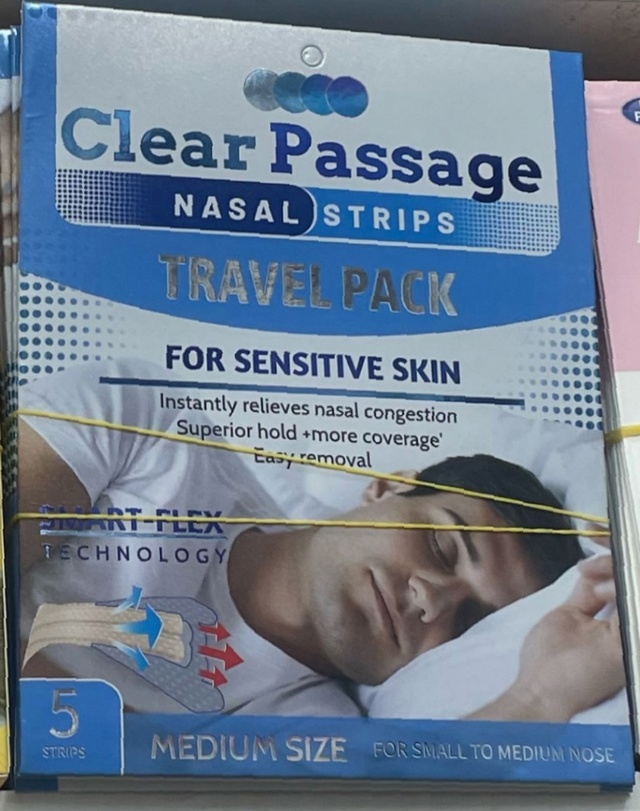 Clear Passage
NASAL STRIPS
TRAVEL PACK
FOR SENSITIVE SKIN
Instantly relieves nasal congestion
Superior hold +more coverage'
Easy removal
SMART-FLEX
TECHNOLOGY
5
STRIPS
MEDIUM SIZE
FOR SMALL TO MEDIUM NOSE